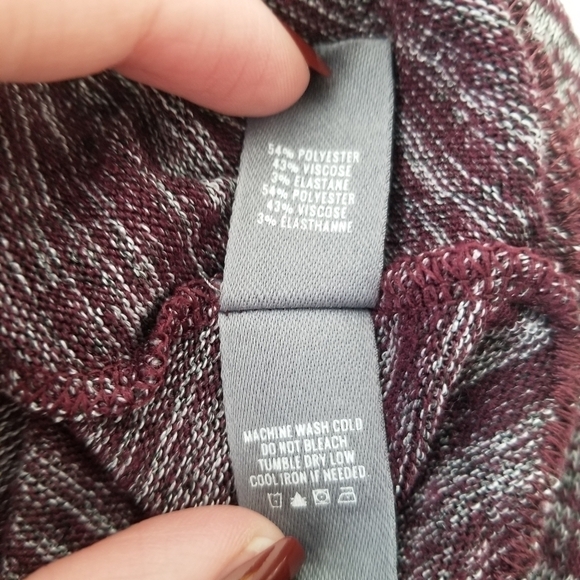 54% POLYESTER
43% VISCOSE
3% ELASTANE
54% POLYESTER
43% VISCOSE
3% ELASTHANNE
MACHINE WASH COLD
DO NOT BLEACH
TUMBLE DRY LOW
COOL IRON IF NEEDED